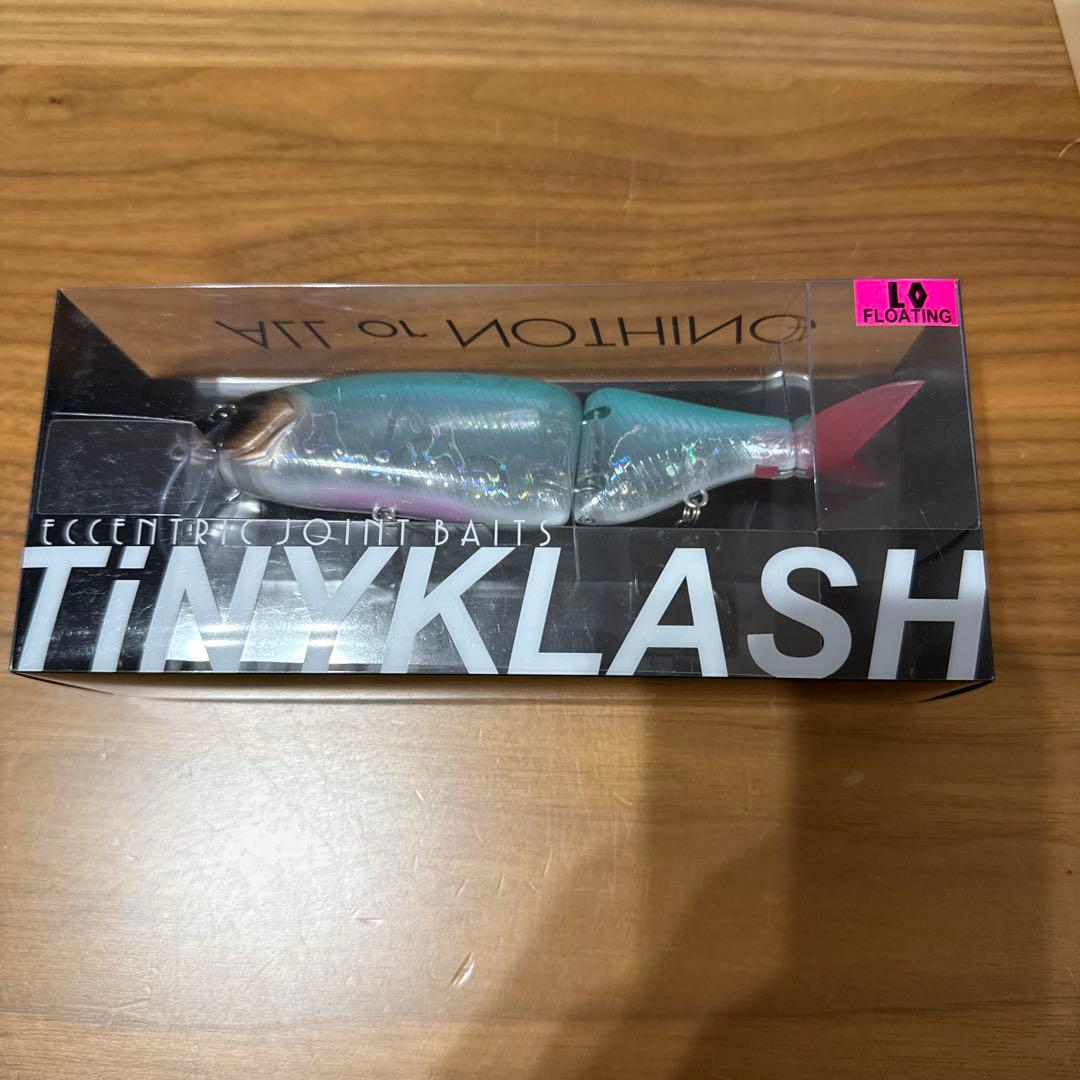 ALL or NOTHING
LO
FLOATING
ECCENTRIC JOINT BAITS
TiNYKLASH